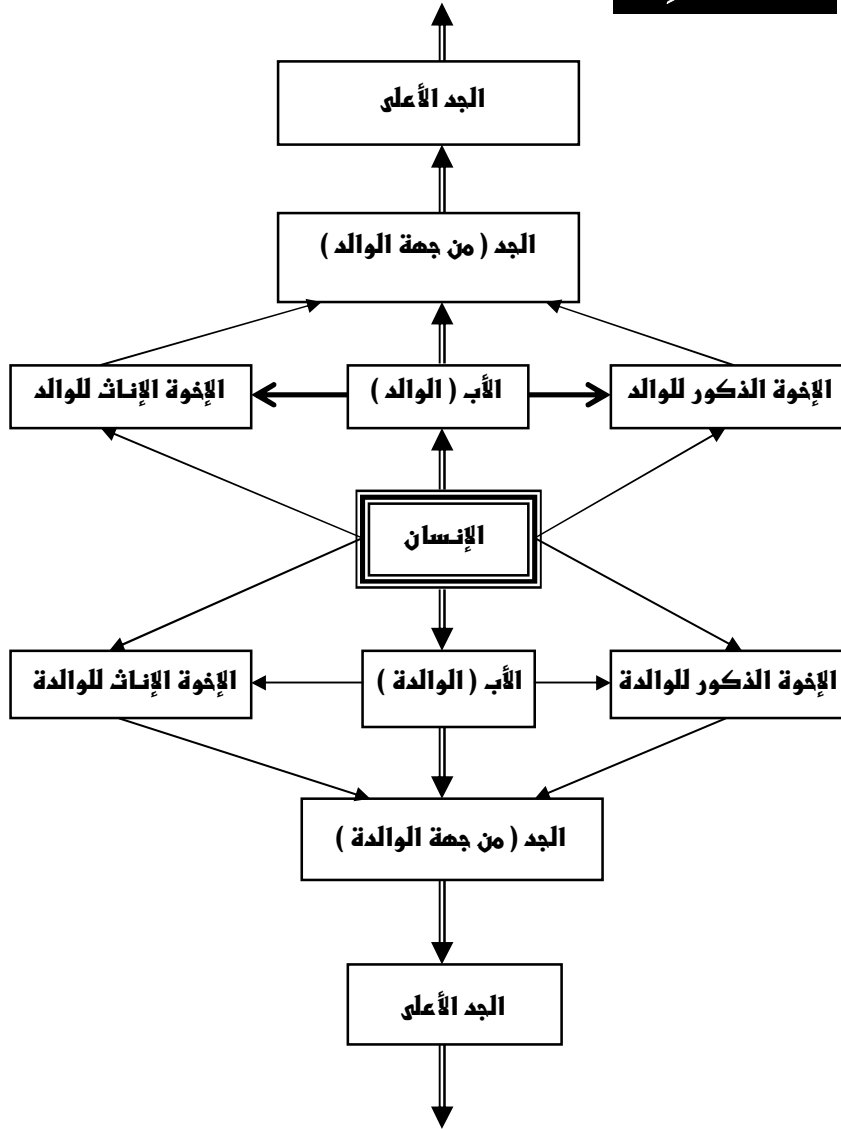 الجد الأعلى
الجد ( من جهة الوالد )
الإخوة الذكور للوالد
الأب ( الوالد )
الإخوة الإناث للوالد
الإنسان
الإخوة الذكور للوالدة
الأب ( الوالدة )
الإخوة الإناث للوالدة
الجد ( من جهة الوالدة )
الجد الأعلى